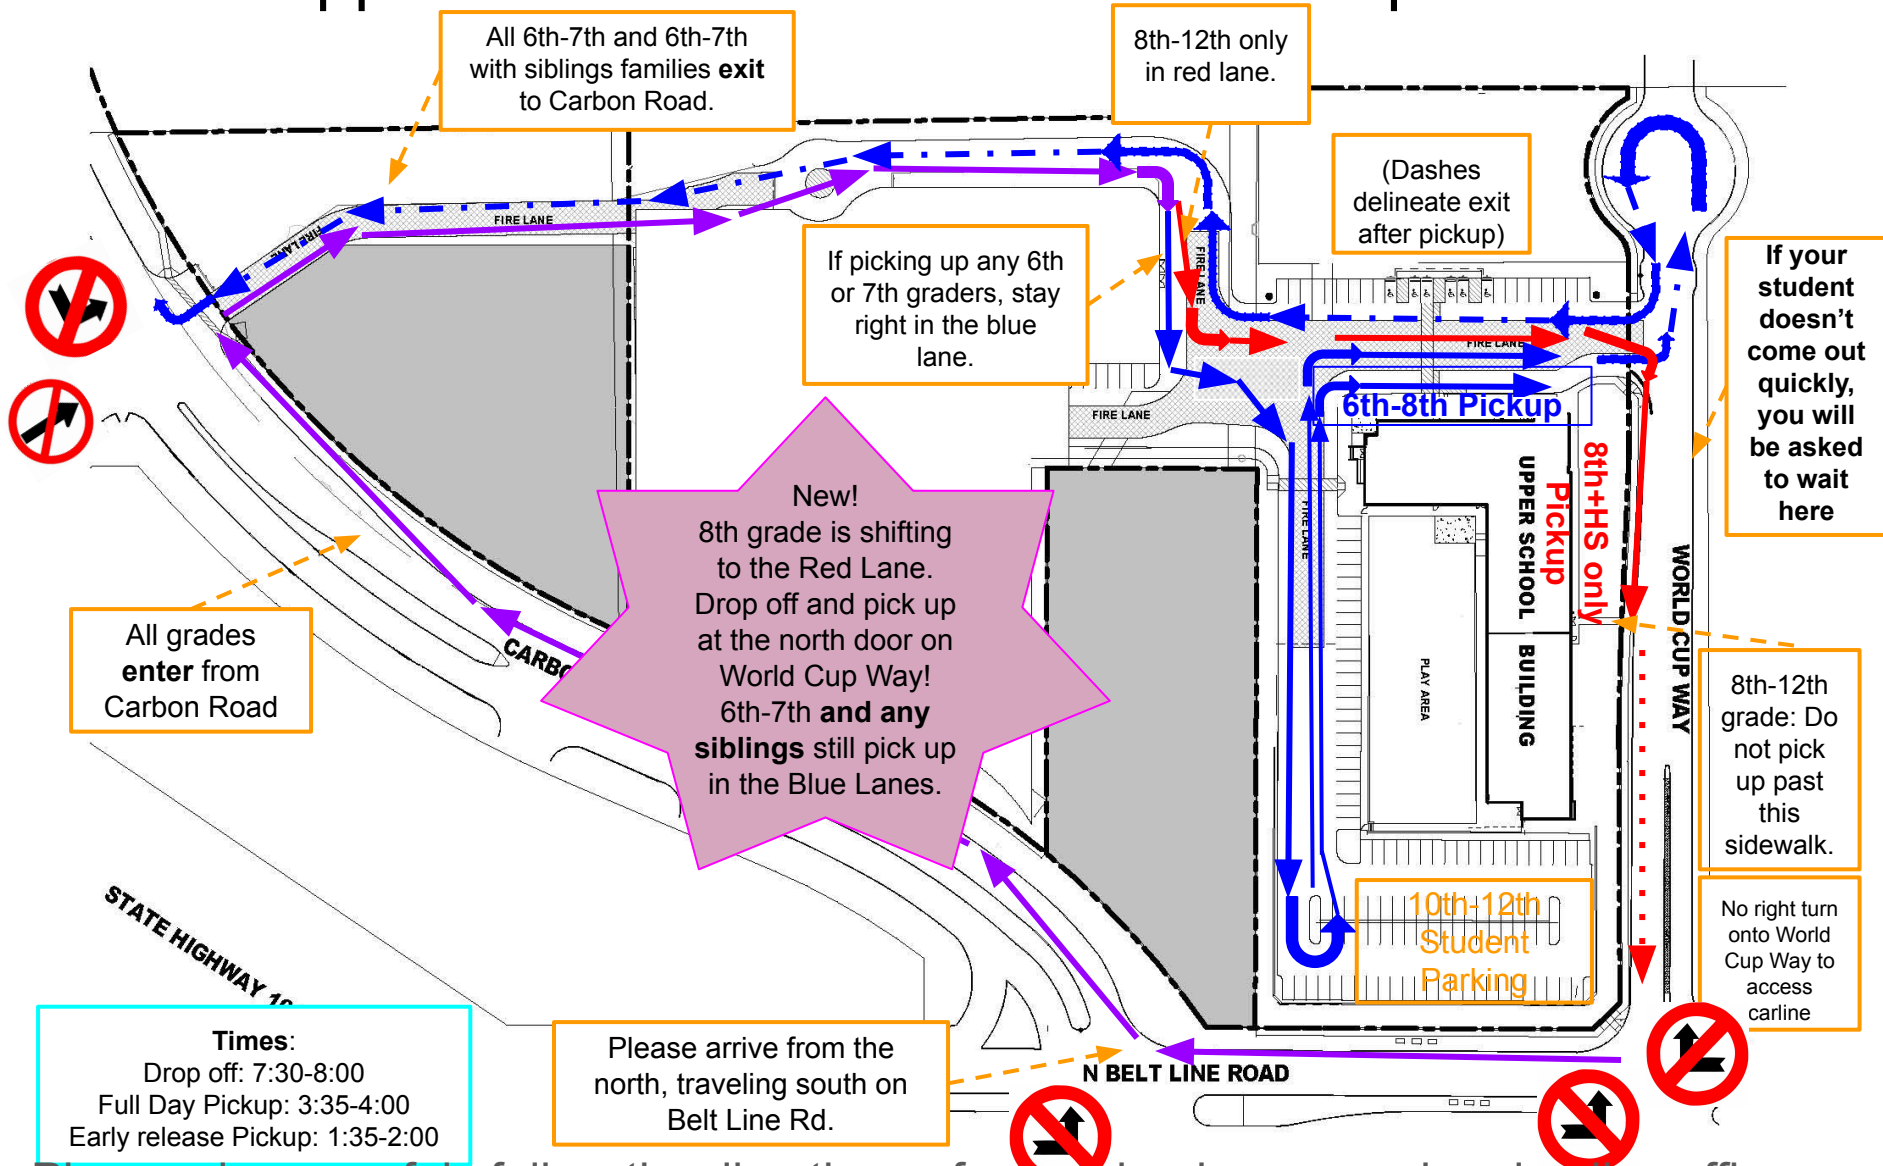 All 6th-7th and 6th-7th
with siblings families exit
to Carbon Road.
8th-12th only
in red lane.
(Dashes
delineate exit
after pickup)
If your
student
doesn't
come out
quickly,
you will
be asked
to wait
here
If picking up any 6th
or 7th graders, stay
right in the blue
lane.
FIRE LANE
FIRE LANE
FIRE LANE
FIRE LANE
FIRE LANE
FIRE LANE
6th-8th Pickup
8th+HS only
Pickup
UPPER SCHOOL BUILDING
PLAY AREA
WORLD CUP WAY
New!
8th grade is shifting
to the Red Lane.
Drop off and pick up
at the north door on
World Cup Way!
6th-7th and any
siblings still pick up
in the Blue Lanes.
All grades
enter from
Carbon Road
CARBO
8th-12th
grade: Do
not pick
up past
this
sidewalk.
10th-12th
Student
Parking
No right turn
onto World
Cup Way to
access
carline
STATE HIGHWAY
Times:
Drop off: 7:30-8:00
Full Day Pickup: 3:35-4:00
Early release Pickup: 1:35-2:00
Please arrive from the
north, traveling south on
Belt Line Rd.
N BELT LINE ROAD